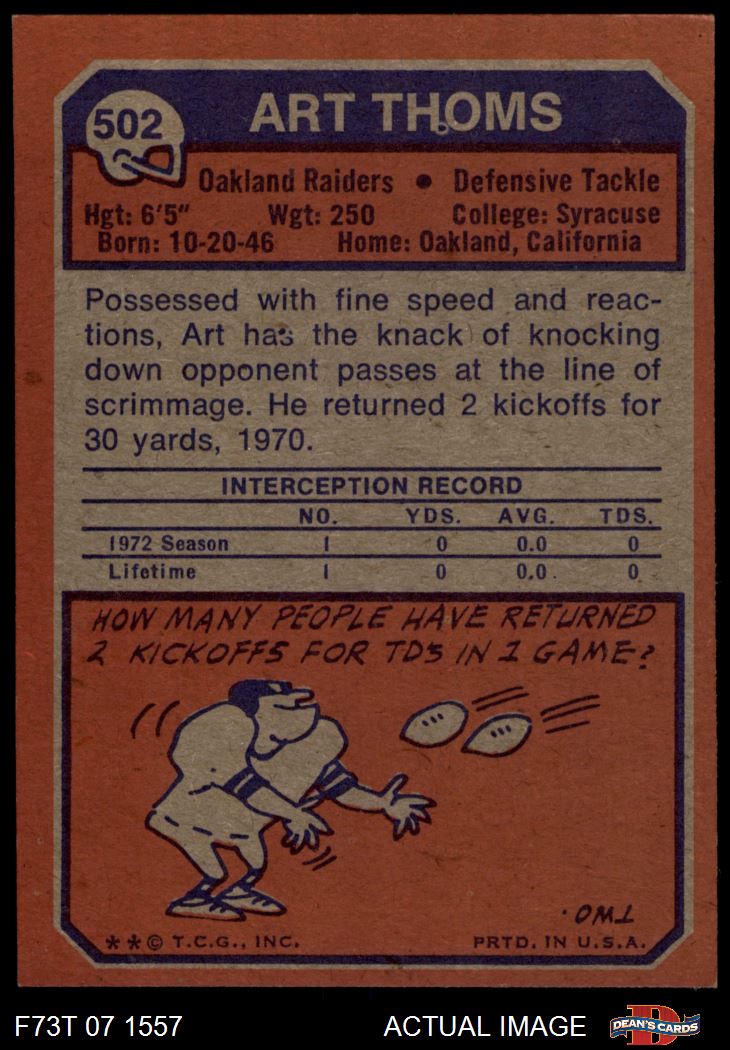 502
ART THOMS
Oakland Raiders • Defensive Tackle
Hgt: 6'5" Wgt: 250 College: Syracuse
Born: 10-20-46 Home: Oakland, California
Possessed with fine speed and reac-
tions, Art has the knack of knocking
down opponent passes at the line of
scrimmage. He returned 2 kickoffs for
30 yards, 1970.
INTERCEPTION RECORD
NO. YDS. AVG. TDS.
1972 Season 1 0 0.0 0
Lifetime 1 0 0.0 0
HOW MANY PEOPLE HAVE RETURNED
2 KICKOFFS FOR TDS IN 1 GAME?
TWO.
**© T.C.G., INC. PRTD. IN U.S.A.
F73T 07 1557 ACTUAL IMAGE DEAN'S CARDS